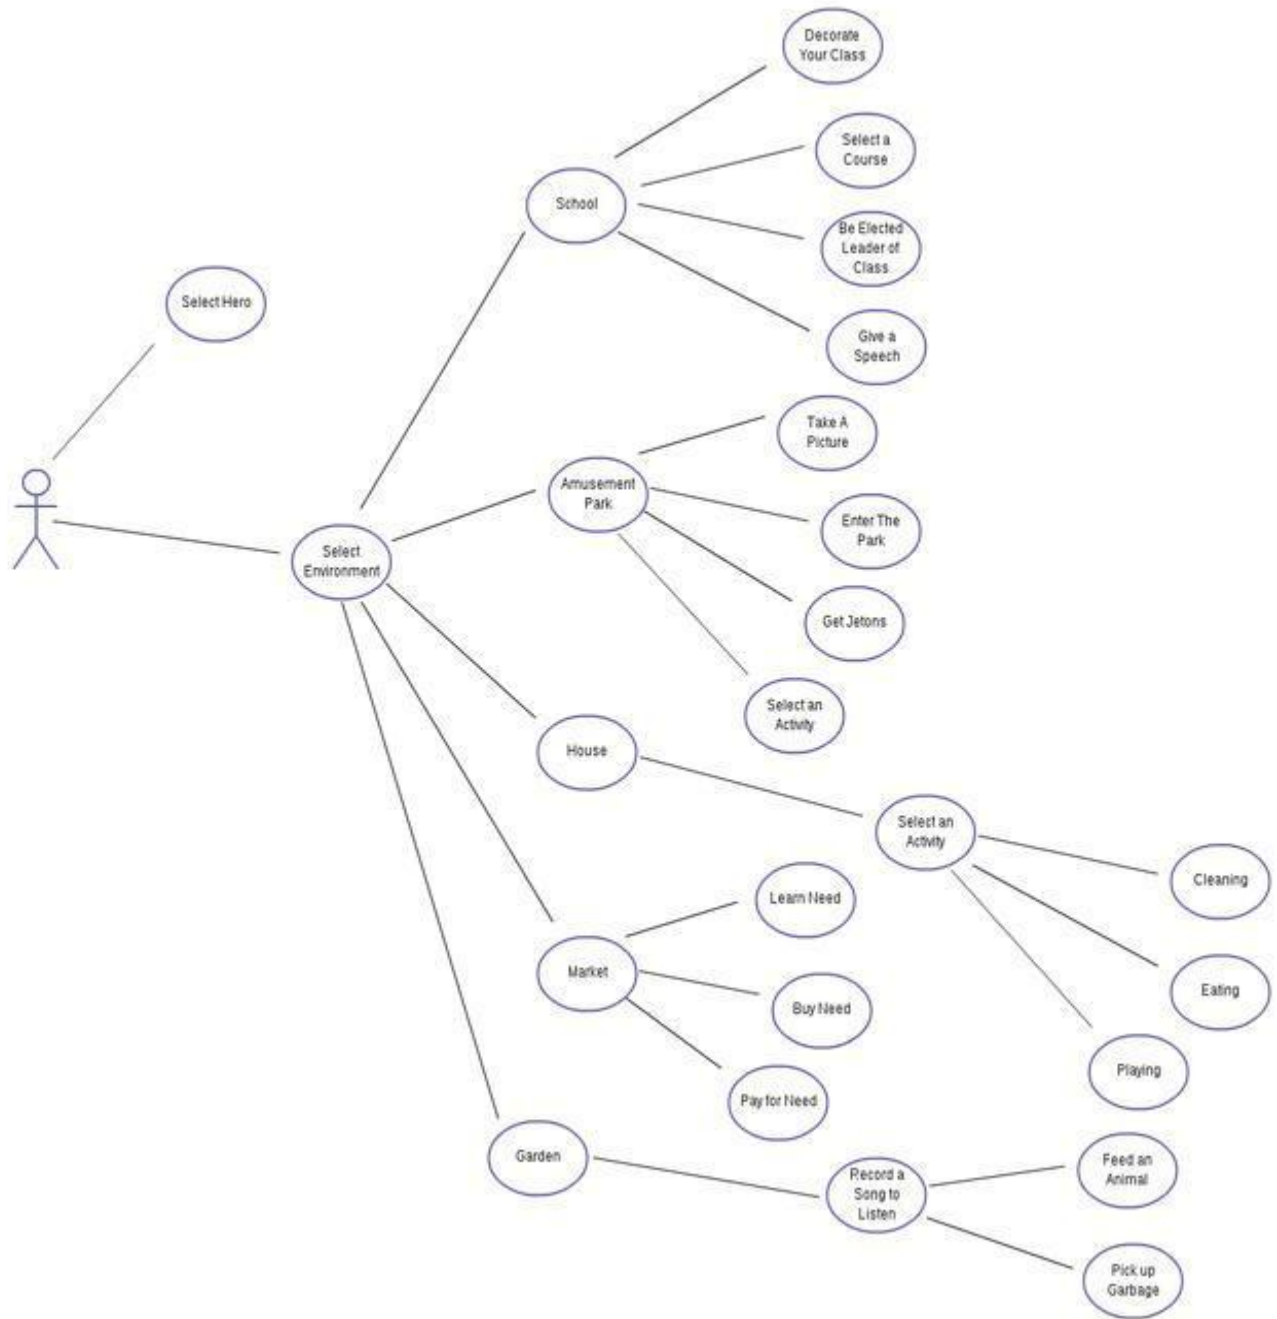 Decorate
Your Class
Select a
Course
School
Be Elected
Leader of
Class
Select Hero
Give a
Speech
Take A
Picture
Amusement
Park
Enter The
Park
Select
Environment
Get Jetons
Select an
Activity
House
Select an
Activity
Cleaning
Learn Need
Market
Eating
Buy Need
Playing
Pay for Need
Garden
Feed an
Animal
Record a
Song to
Listen
Pick up
Garbage